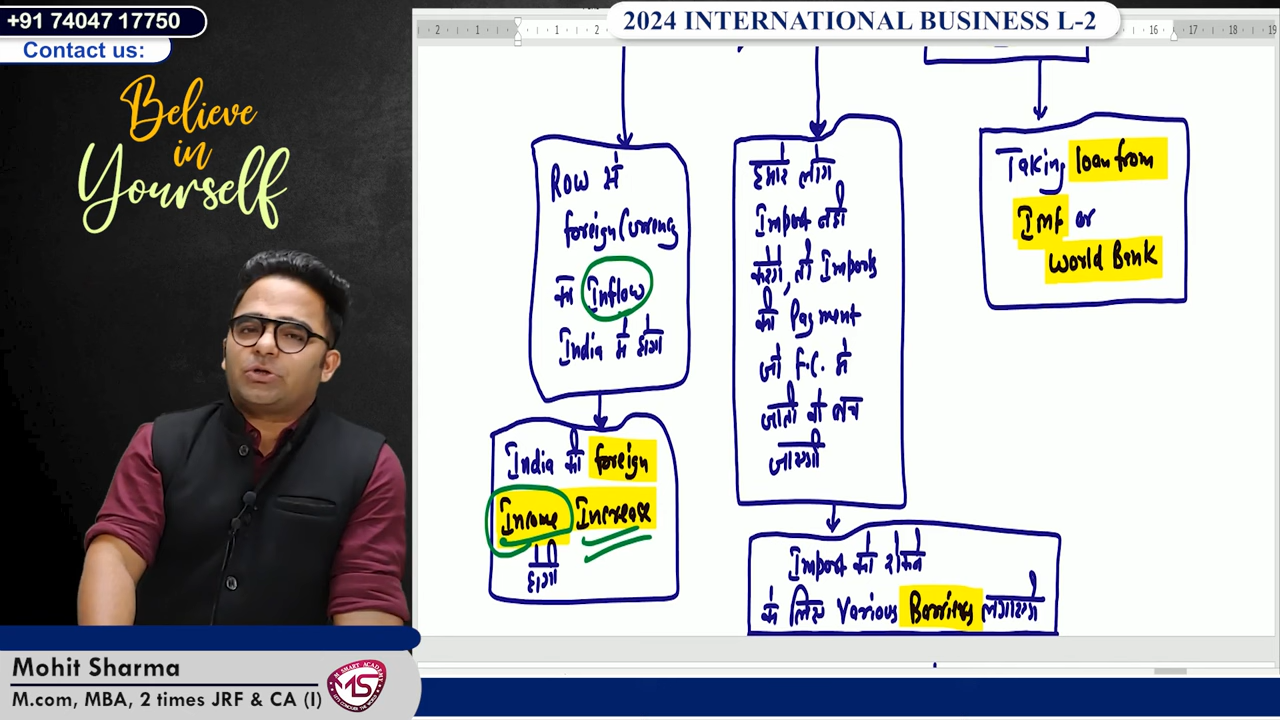 +91 74047 17750
Contact us:
Believe
in
Yourself
2024 INTERNATIONAL BUSINESS L-2
Row में
foreign Currency
का Inflow
India में होगा
India की foreign
Income Increase
होगी
हमारे लोग
Import नहीं
करेंगे, तो Imports
की Payment
जो F.C. में
जाती वो बच
जाएगी
Import को रोकने
के लिए various Barriers लगाएंगे
Taking loan from
IMF or
World Bank
Mohit Sharma
M.com, MBA, 2 times JRF & CA (I)
MS